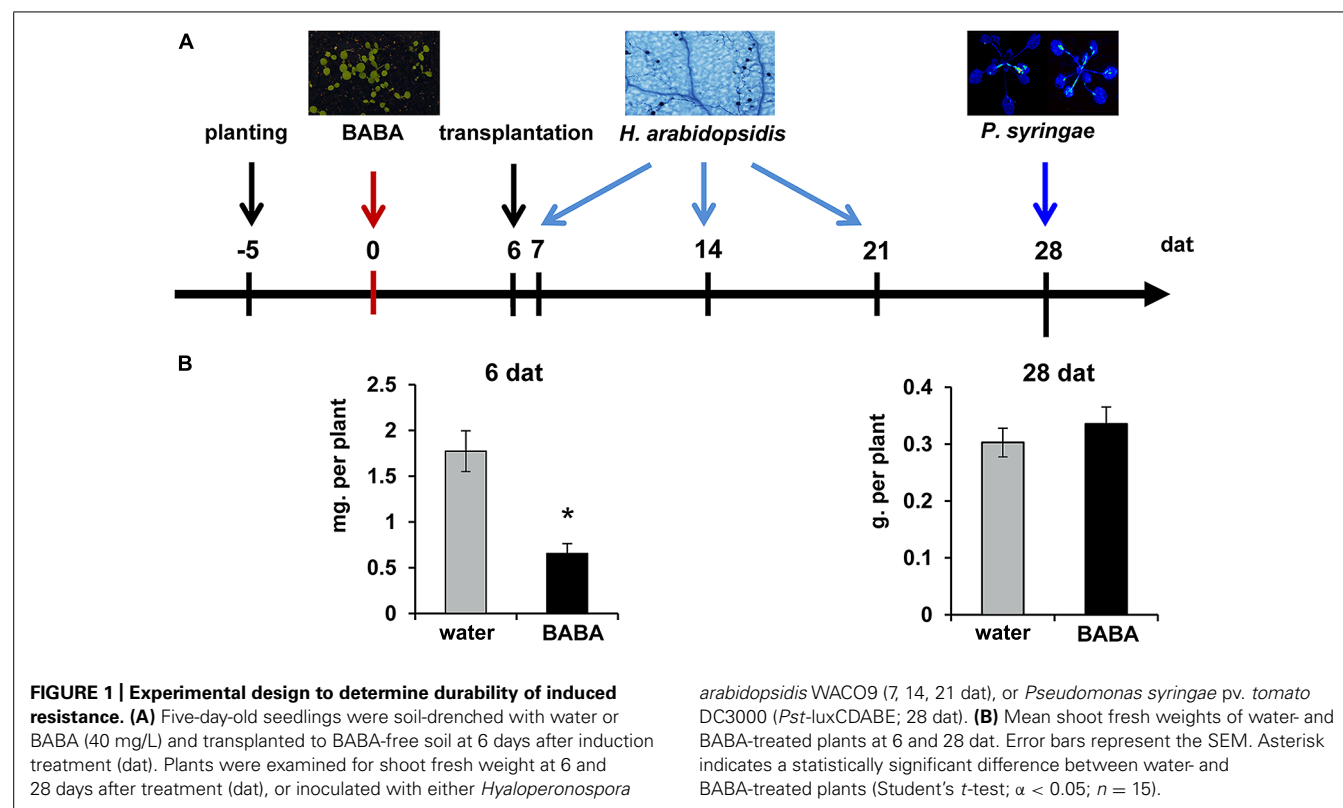 A
planting BABA transplantation H. arabidopsidis P. syringae
-5 0 6 7 14 21 28 dat
B
6 dat
mg. per plant
2.5
2
1.5
1
0.5
0
*
water BABA
28 dat
g. per plant
0.4
0.3
0.2
0.1
0
water BABA
FIGURE 1 | Experimental design to determine durability of induced
resistance. (A) Five-day-old seedlings were soil-drenched with water or
BABA (40 mg/L) and transplanted to BABA-free soil at 6 days after induction
treatment (dat). Plants were examined for shoot fresh weight at 6 and
28 days after treatment (dat), or inoculated with either Hyaloperonospora
arabidopsidis WACO9 (7, 14, 21 dat), or Pseudomonas syringae pv. tomato
DC3000 (Pst-luxCDABE; 28 dat). (B) Mean shoot fresh weights of water- and
BABA-treated plants at 6 and 28 dat. Error bars represent the SEM. Asterisk
indicates a statistically significant difference between water- and
BABA-treated plants (Student's t-test; α < 0.05; n = 15).